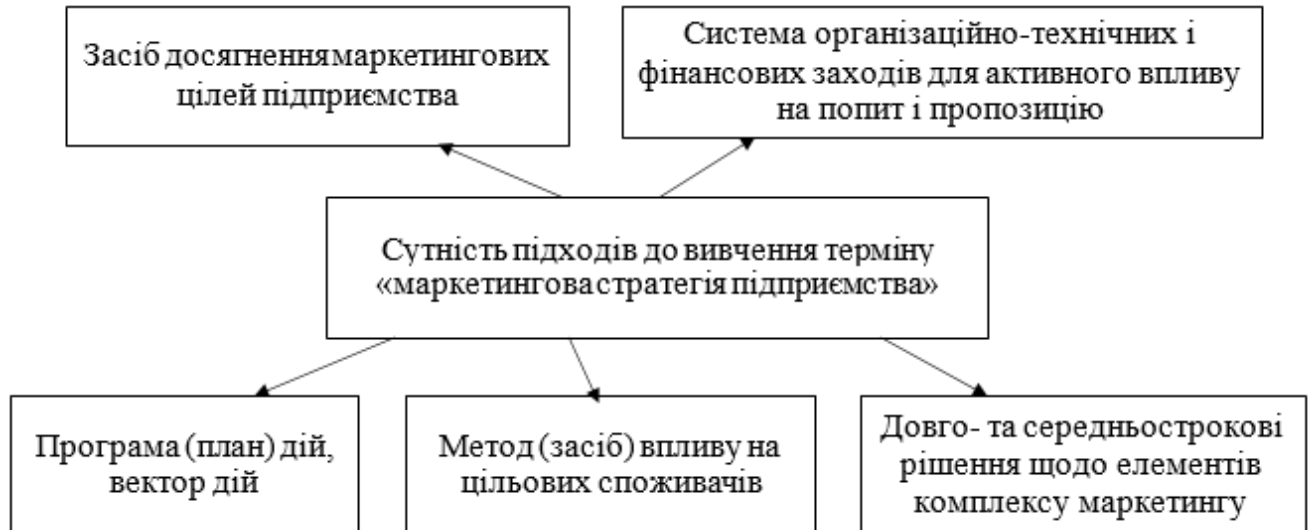 Засіб досягнення маркетингових
цілей підприємства
Система організаційно-технічних і
фінансових заходів для активного впливу
на попит і пропозицію
Сутність підходів до вивчення терміну
«маркетингова стратегія підприємства»
Програма (план) дій,
вектор дій
Метод (засіб) впливу на
цільових споживачів
Довго- та середньострокові
рішення щодо елементів
комплексу маркетингу